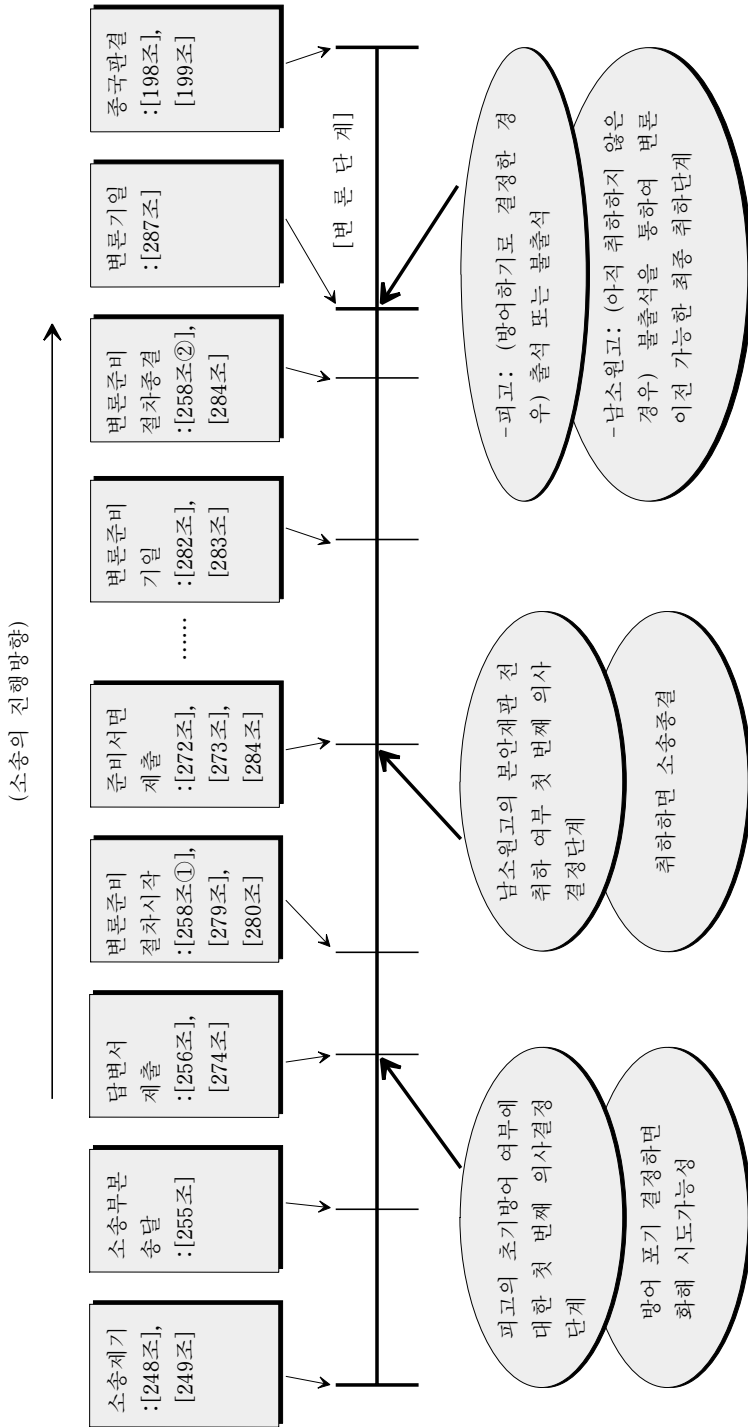 (소송의 진행방향)
소송제기
:[248조],
[249조]
소송부본
송달
:[255조]
답변서
제출
:[256조],
[274조]
변론준비
절차시작
:[258조①],
[279조],
[280조]
준비서면
제출
:[272조],
[273조],
[284조]
……
변론준비
기일
:[282조],
[283조]
변론준비
절차종결
:[258조②],
[284조]
변론기일
:[287조]
종국판결
:[198조],
[199조]
[변 론 단 계]
피고의 초기방어 여부에
대한 첫 번째 의사결정
단계
방어 포기 결정하면
화해 시도가능성
남소원고의 본안재판 전
취하 여부 첫 번째 의사
결정단계
취하하면 소송종결
-피고: (방어하기로 결정한 경
우) 출석 또는 불출석
-남소원고: (아직 취하하지 않은
경우) 불출석을 통하여 변론
이전 가능한 최종 취하단계